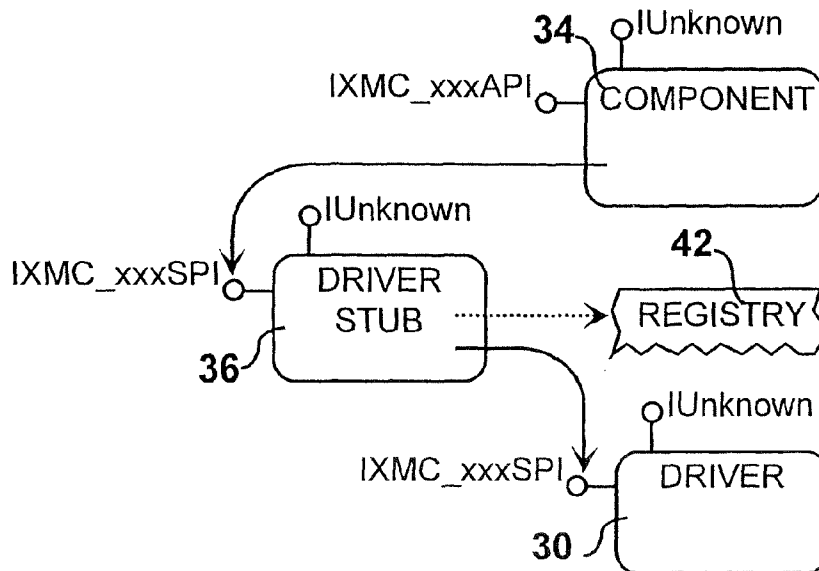 34
IUnknown
IXMC_xxxAPI
COMPONENT
IUnknown
IXMC_xxxSPI
DRIVER
STUB
42
REGISTRY
36
IUnknown
IXMC_xxxSPI
DRIVER
30